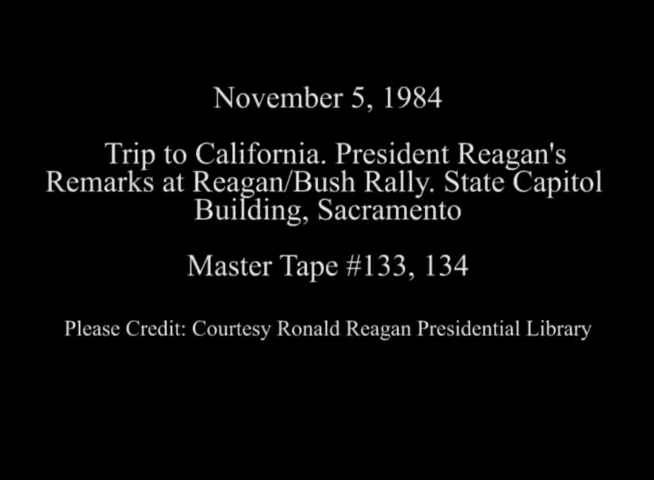 November 5, 1984
Trip to California. President Reagan's
Remarks at Reagan/Bush Rally. State Capitol
Building, Sacramento
Master Tape #133, 134
Please Credit: Courtesy Ronald Reagan Presidential Library